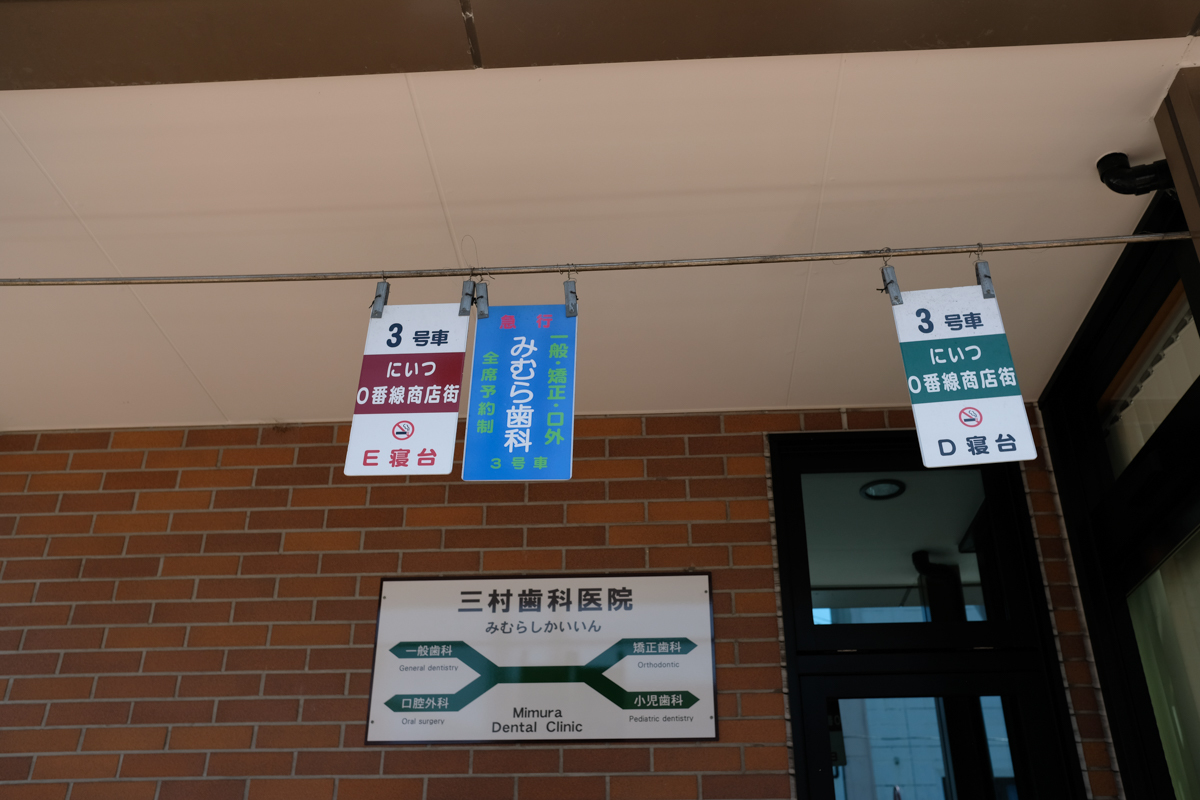 3 号車
にいつ
0番線商店街
E 寝台
急行
一般・矯正・口外
みむら歯科
全席予約制
3号車
3 号車
にいつ
0番線商店街
D 寝台
三村歯科医院
みむらしかいいん
一般歯科
General dentistry
矯正歯科
Orthodontic
口腔外科
Oral surgery
小児歯科
Pediatric dentistry
Mimura
Dental Clinic